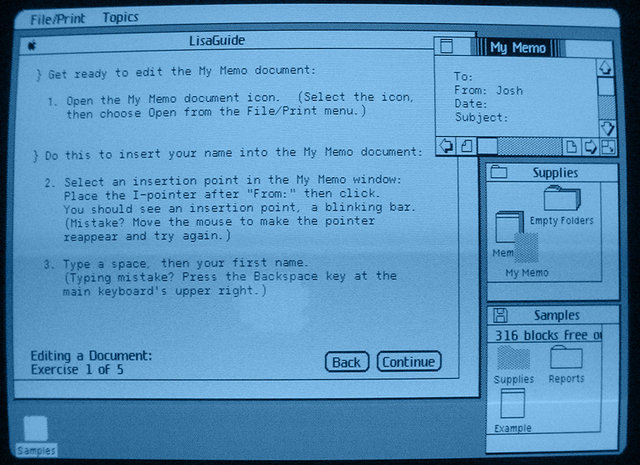 File/Print Topics
LisaGuide
} Get ready to edit the My Memo document:
1. Open the My Memo document icon. (Select the icon,
then choose Open from the File/Print menu.)
} Do this to insert your name into the My Memo document:
2. Select an insertion point in the My Memo window:
Place the I-pointer after "From:" then click.
You should see an insertion point, a blinking bar.
(Mistake? Move the mouse to make the pointer
reappear and try again.)
3. Type a space, then your first name.
(Typing mistake? Press the Backspace key at the
main keyboard's upper right.)
Editing a Document:
Exercise 1 of 5
Back Continue
My Memo
To:
From: Josh
Date:
Subject:
Supplies
Empty Folders
Mem
My Memo
Samples
316 blocks free o
Supplies Reports
Example
Samples